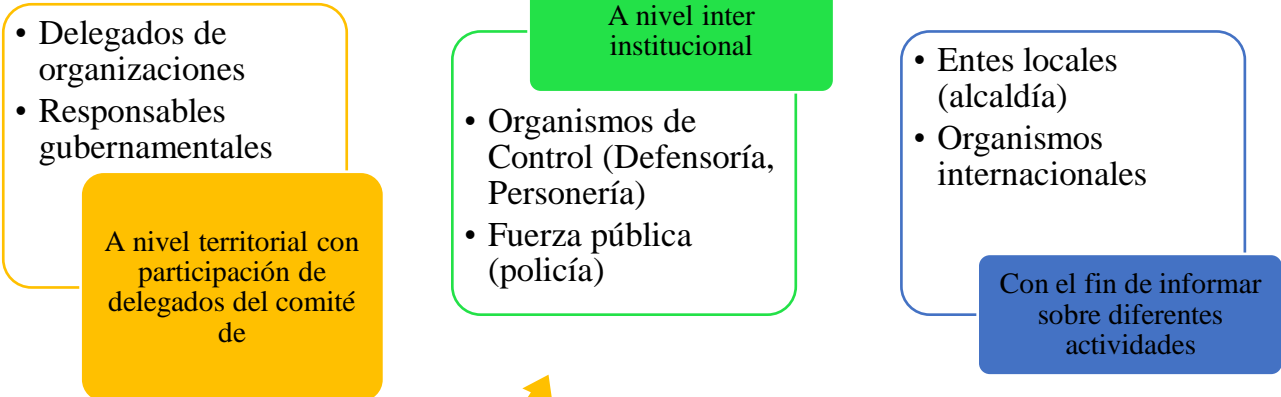 • Delegados de
organizaciones
• Responsables
gubernamentales
A nivel territorial con
participación de
delegados del comité
de
A nivel inter
institucional
• Organismos de
Control (Defensoría,
Personería)
• Fuerza pública
(policía)
• Entes locales
(alcaldía)
• Organismos
internacionales
Con el fin de informar
sobre diferentes
actividades